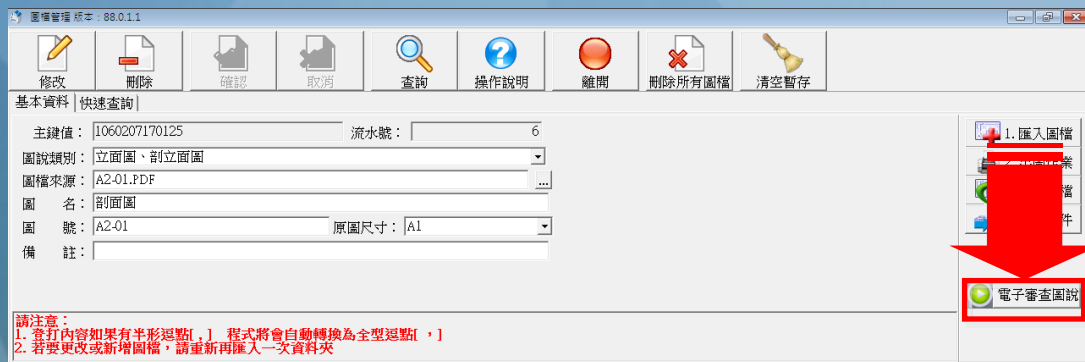 圖檔管理 版本：88.0.1.1
修改 刪除 確認 取消 查詢 操作說明 離開 刪除所有圖檔 清空暫存
基本資料 快速查詢
主鍵值： 1060207170125 流水號： 6
1. 匯入圖檔
圖說類別： 立面圖、剖立面圖
業
圖檔來源： A2-01.PDF ...
檔
圖 名： 剖面圖
件
圖 號： A2-01 原圖尺寸： A1
備 註：
電子審查圖說
請注意：
1. 登打內容如果有半形逗點[ , ] 程式將會自動轉換為全型逗點[ ，]
2. 若要更改或新增圖檔，請重新再匯入一次資料夾